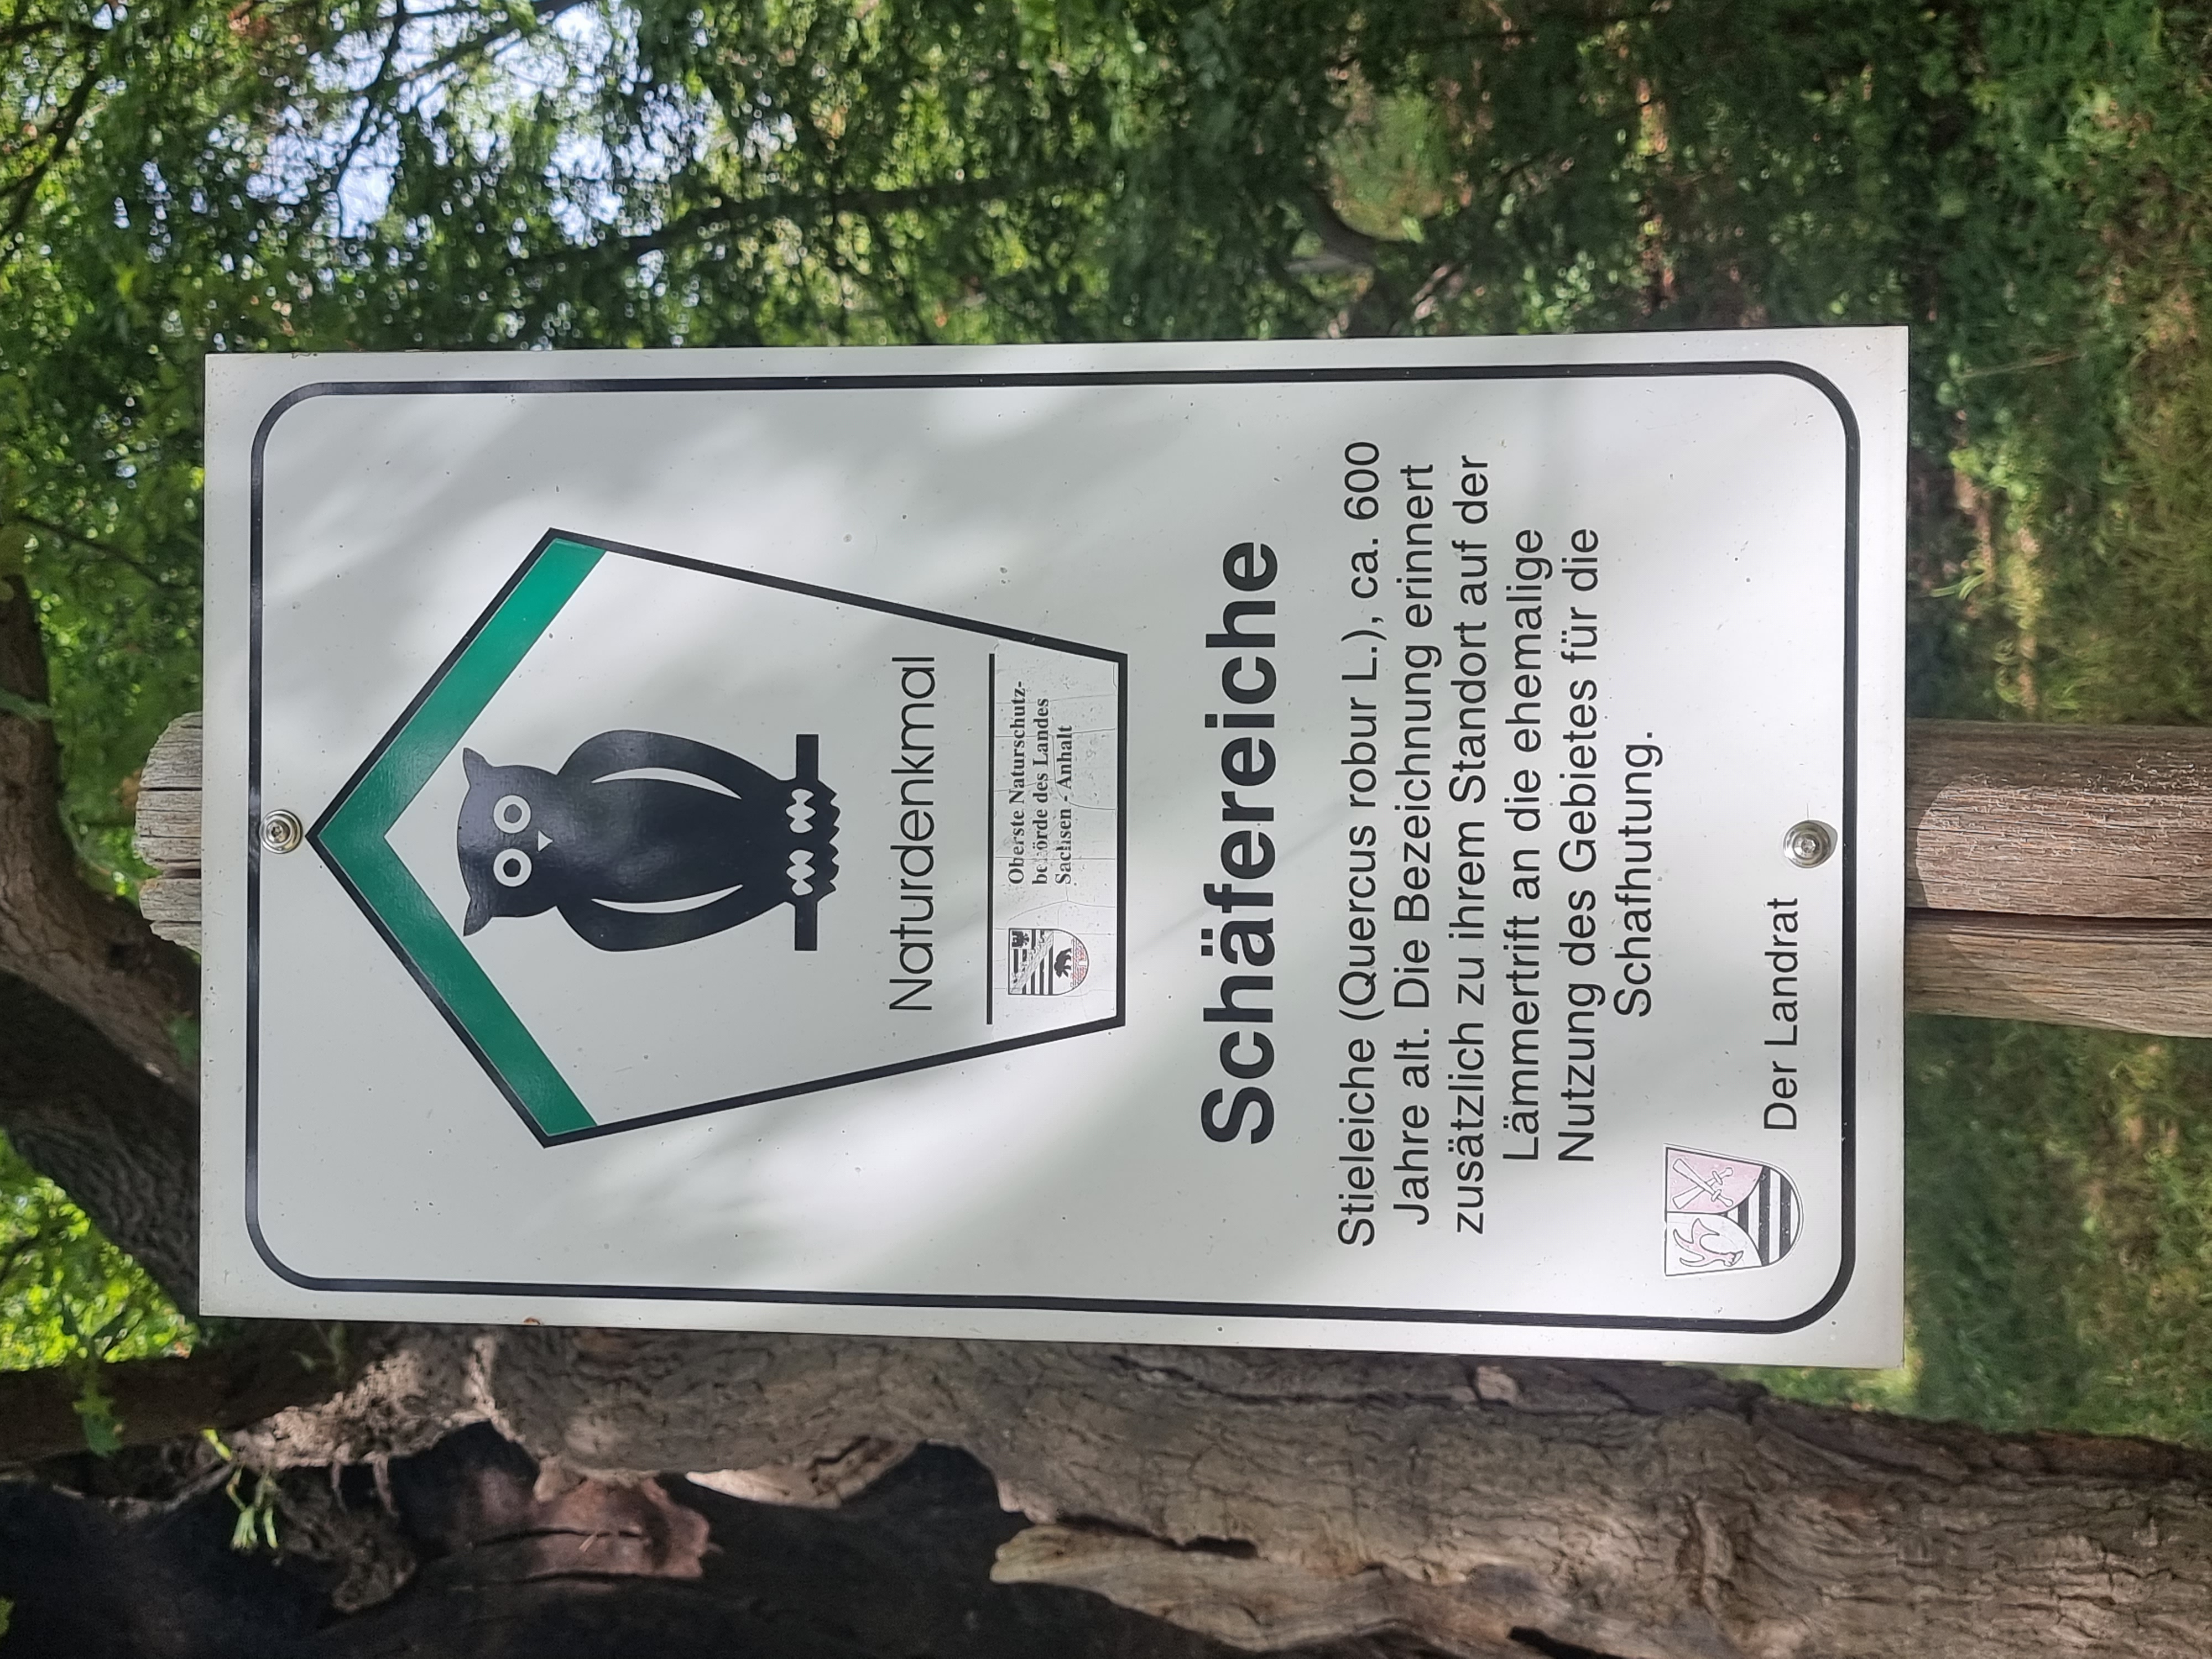 Naturdenkmal
Oberste Naturschutz-
behörde des Landes
Sachsen - Anhalt
Schäfereiche
Stieleiche (Quercus robur L.), ca. 600
Jahre alt. Die Bezeichnung erinnert
zusätzlich zu ihrem Standort auf der
Lämmertrift an die ehemalige
Nutzung des Gebietes für die
Schafhutung.
Der Landrat